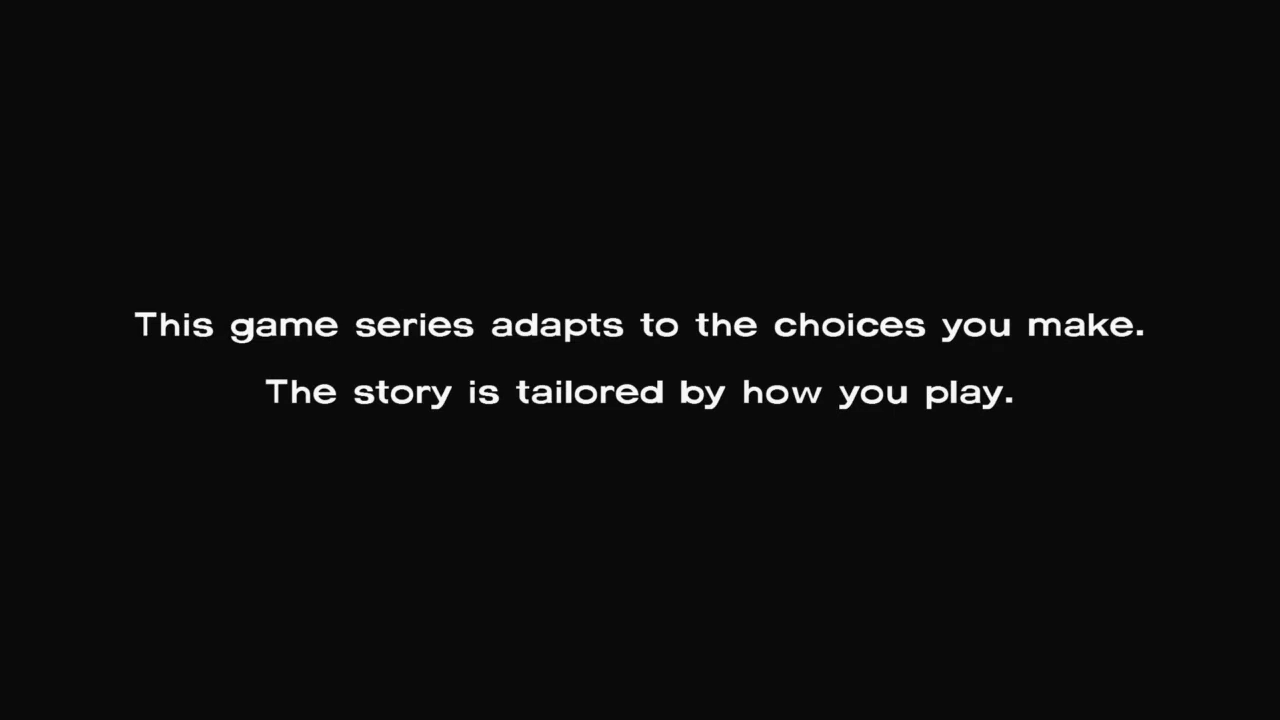 This game series adapts to the choices you make.
The story is tailored by how you play.